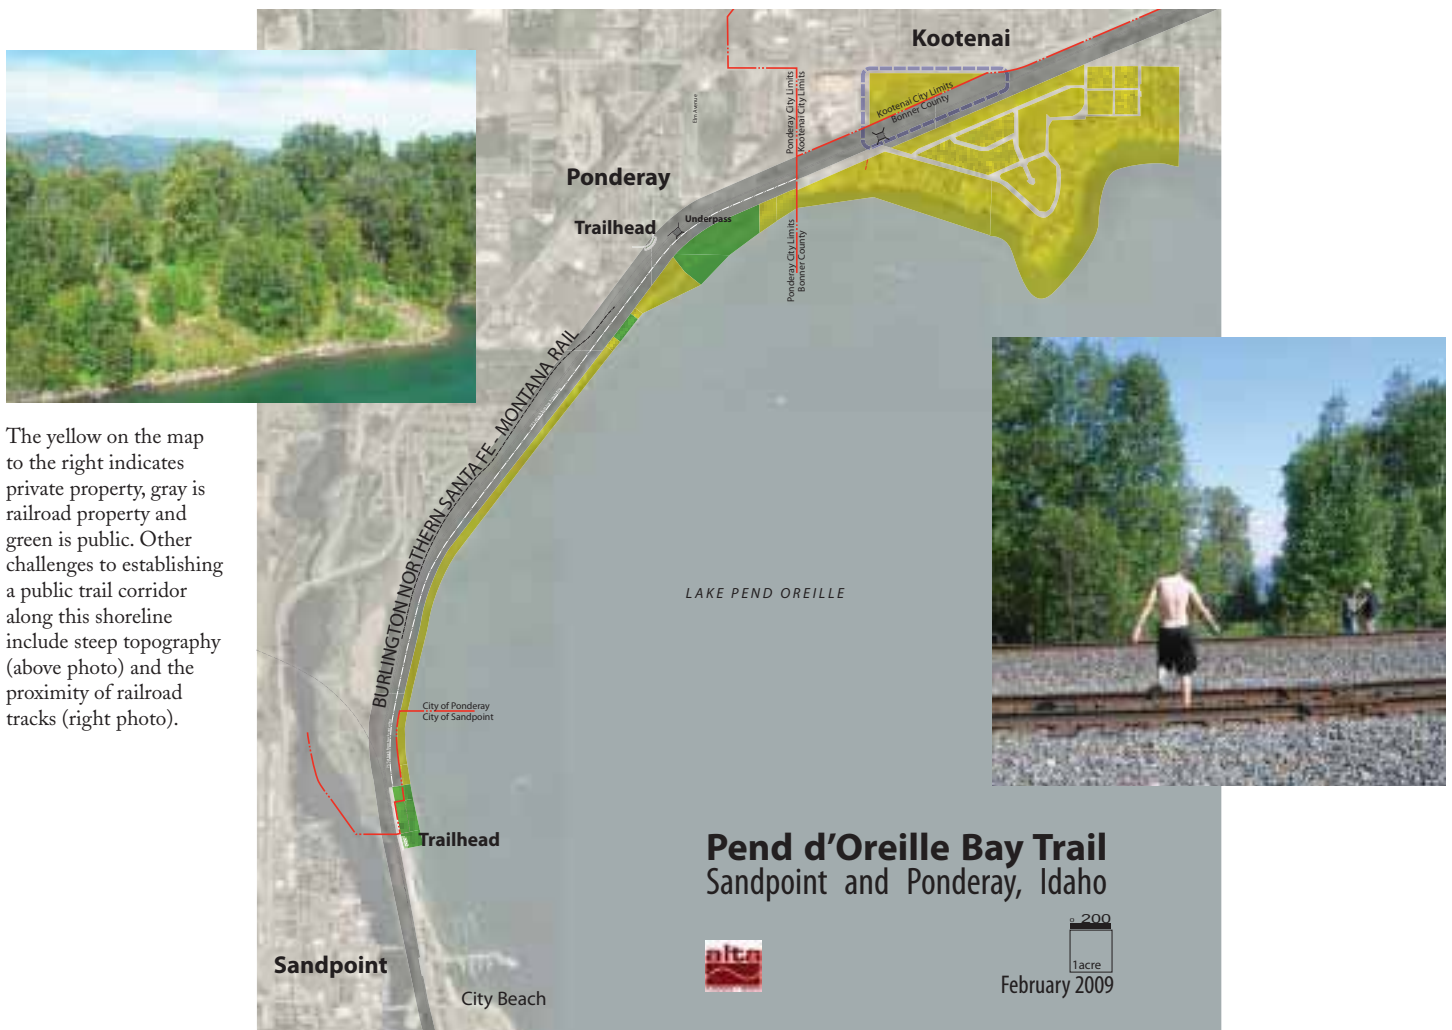 Kootenai
Kootenai City Limits
Bonner County
Ponderay City Limits
Kootenai City Limits
Elm Avenue
Ponderay
Trailhead
Underpass
Ponderay City Limits
Bonner County
BURLINGTON NORTHERN SANTA FE - MONTANA RAIL
The yellow on the map
to the right indicates
private property, gray is
railroad property and
green is public. Other
challenges to establishing
a public trail corridor
along this shoreline
include steep topography
(above photo) and the
proximity of railroad
tracks (right photo).
LAKE PEND OREILLE
City of Ponderay
City of Sandpoint
Trailhead
Pend d’Oreille Bay Trail
Sandpoint and Ponderay, Idaho
0 200
1acre
February 2009
alta
Sandpoint
City Beach